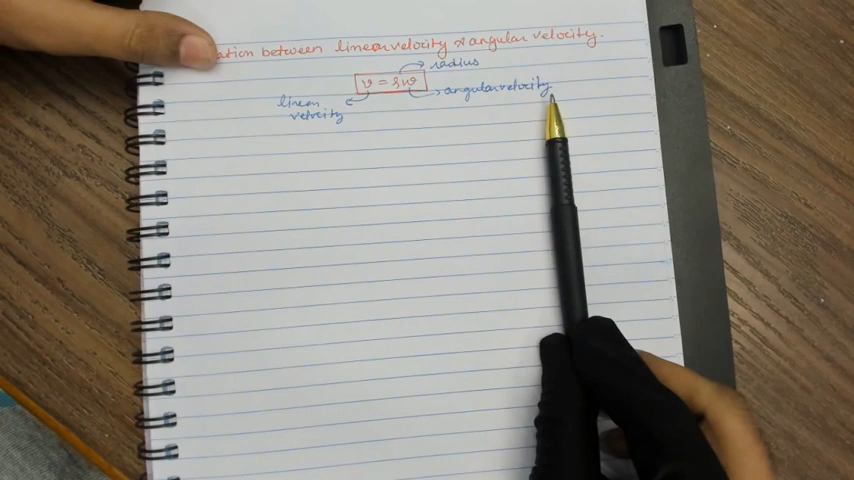 ation between linear velocity & angular velocity.
radius
v = rω
angular velocity
linear
velocity